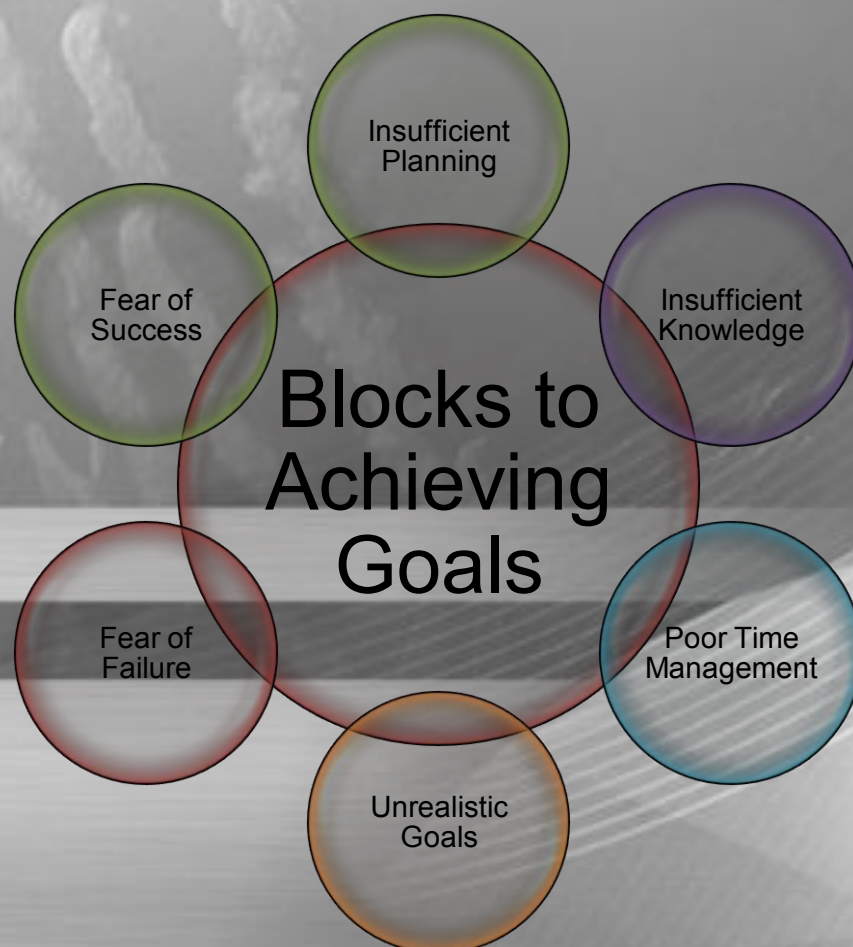 Blocks to
Achieving
Goals
Insufficient
Planning
Insufficient
Knowledge
Poor Time
Management
Unrealistic
Goals
Fear of
Failure
Fear of
Success